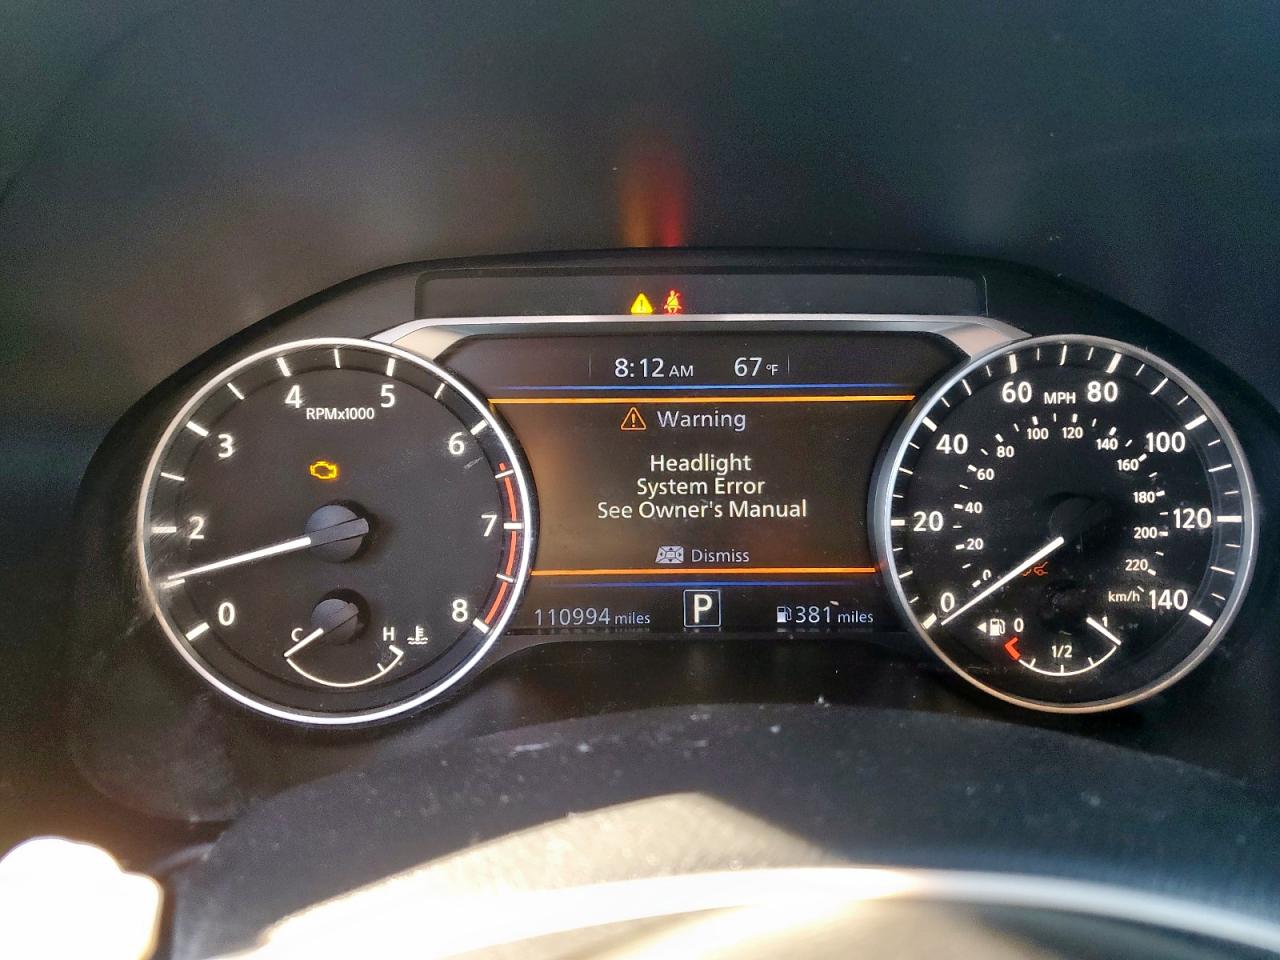 8:12 AM 67°F
Warning
Headlight
System Error
See Owner's Manual
Dismiss
110994 miles P 381 miles
0 2 3 4 5 6 7 8
RPMx1000
C H
0 20 40 60 80 100 120 140
MPH
0 20 40 60 80 100 120 140 160 180 200 220
km/h
0 1/2 1